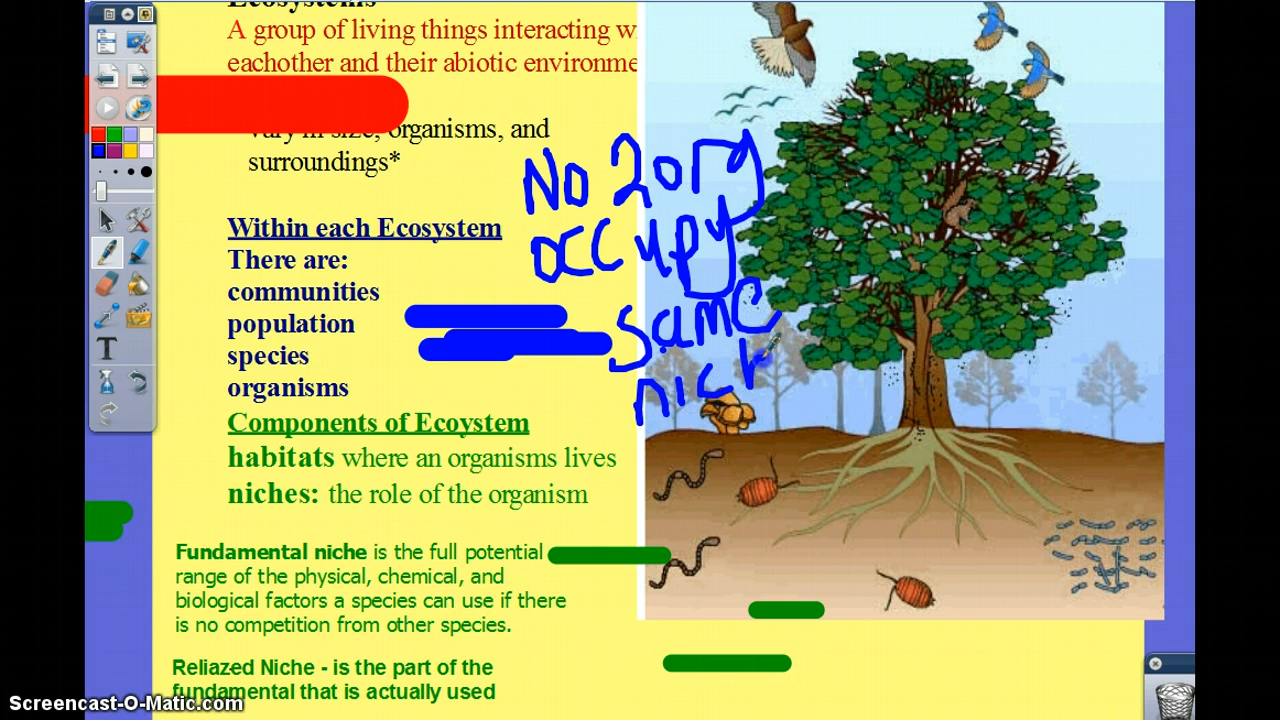 Ecosystems
A group of living things interacting w
eachother and their abiotic environme
vary in size, organisms, and
surroundings*
Within each Ecosystem
There are:
communities
population
species
organisms
Components of Ecoystem
habitats where an organisms lives
niches: the role of the organism
Fundamental niche is the full potential
range of the physical, chemical, and
biological factors a species can use if there
is no competition from other species.
Reliazed Niche - is the part of the
fundamental that is actually used
No 2 org
occupy
same
nich
T
Screencast-O-Matic.com